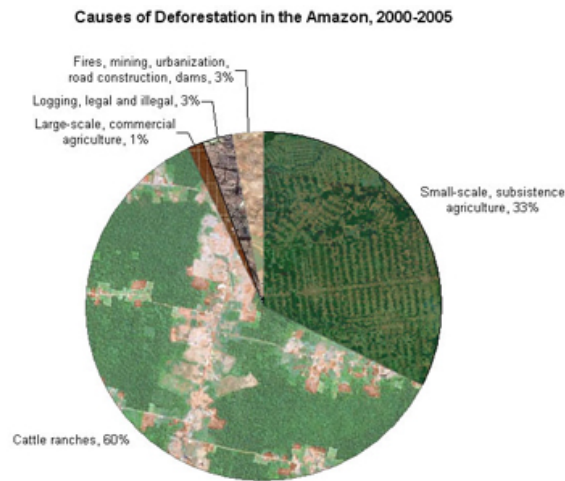 Causes of Deforestation in the Amazon, 2000-2005
Fires, mining, urbanization,
road construction, dams, 3%
Logging, legal and illegal, 3%
Large-scale, commercial
agriculture, 1%
Small-scale, subsistence
agriculture, 33%
Cattle ranches, 60%